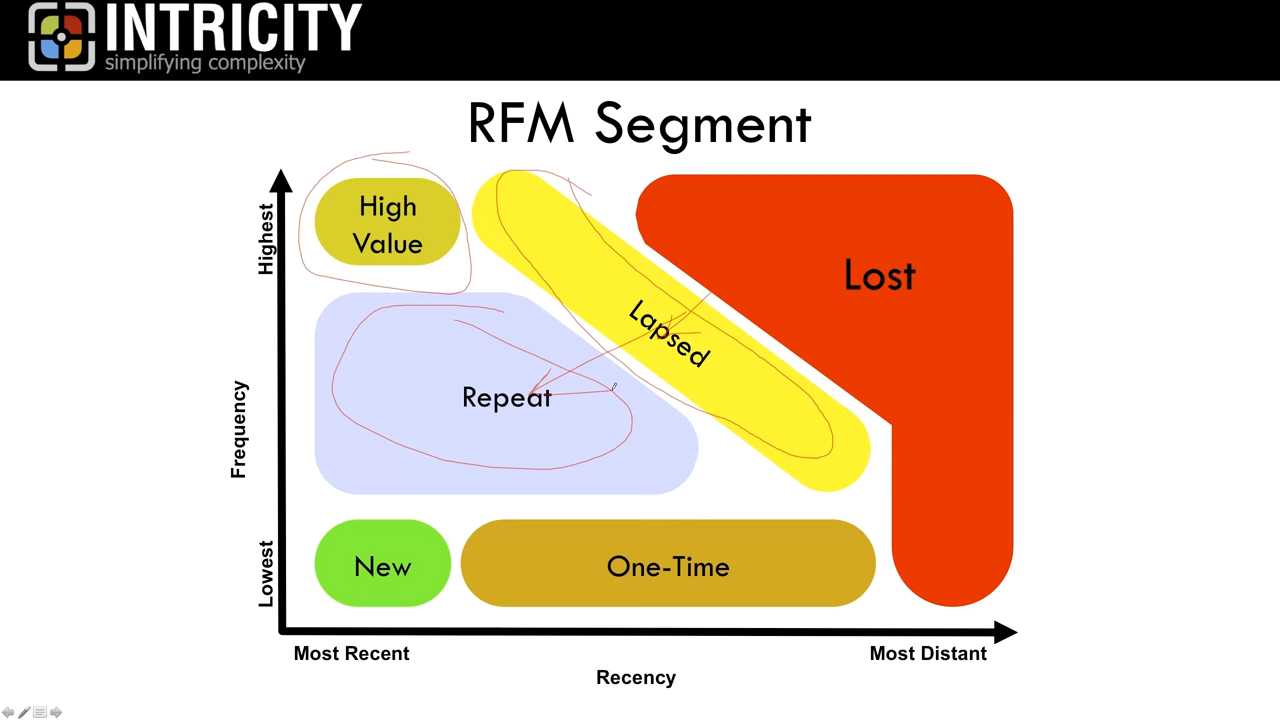 INTRICITY
simplifying complexity
RFM Segment
Highest
High
Value
Lost
Lapsed
Frequency
Repeat
Lowest
New
One-Time
Most Recent
Most Distant
Recency